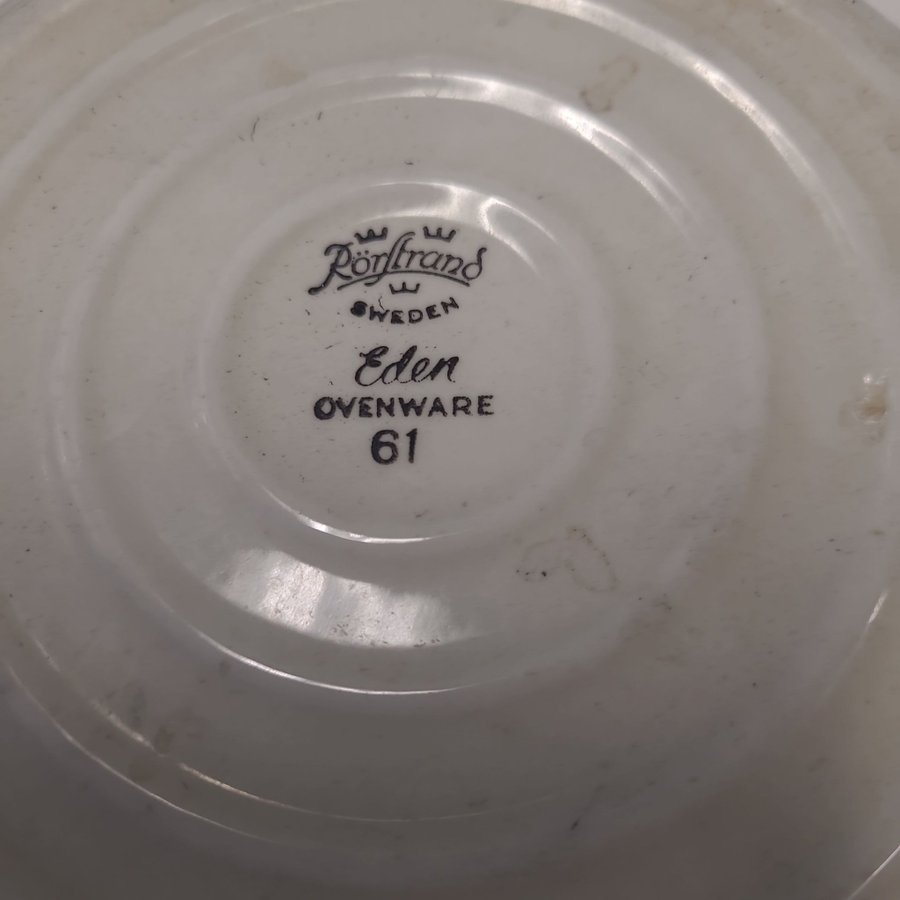 Rörstrand
SWEDEN
Eden
OVENWARE
61